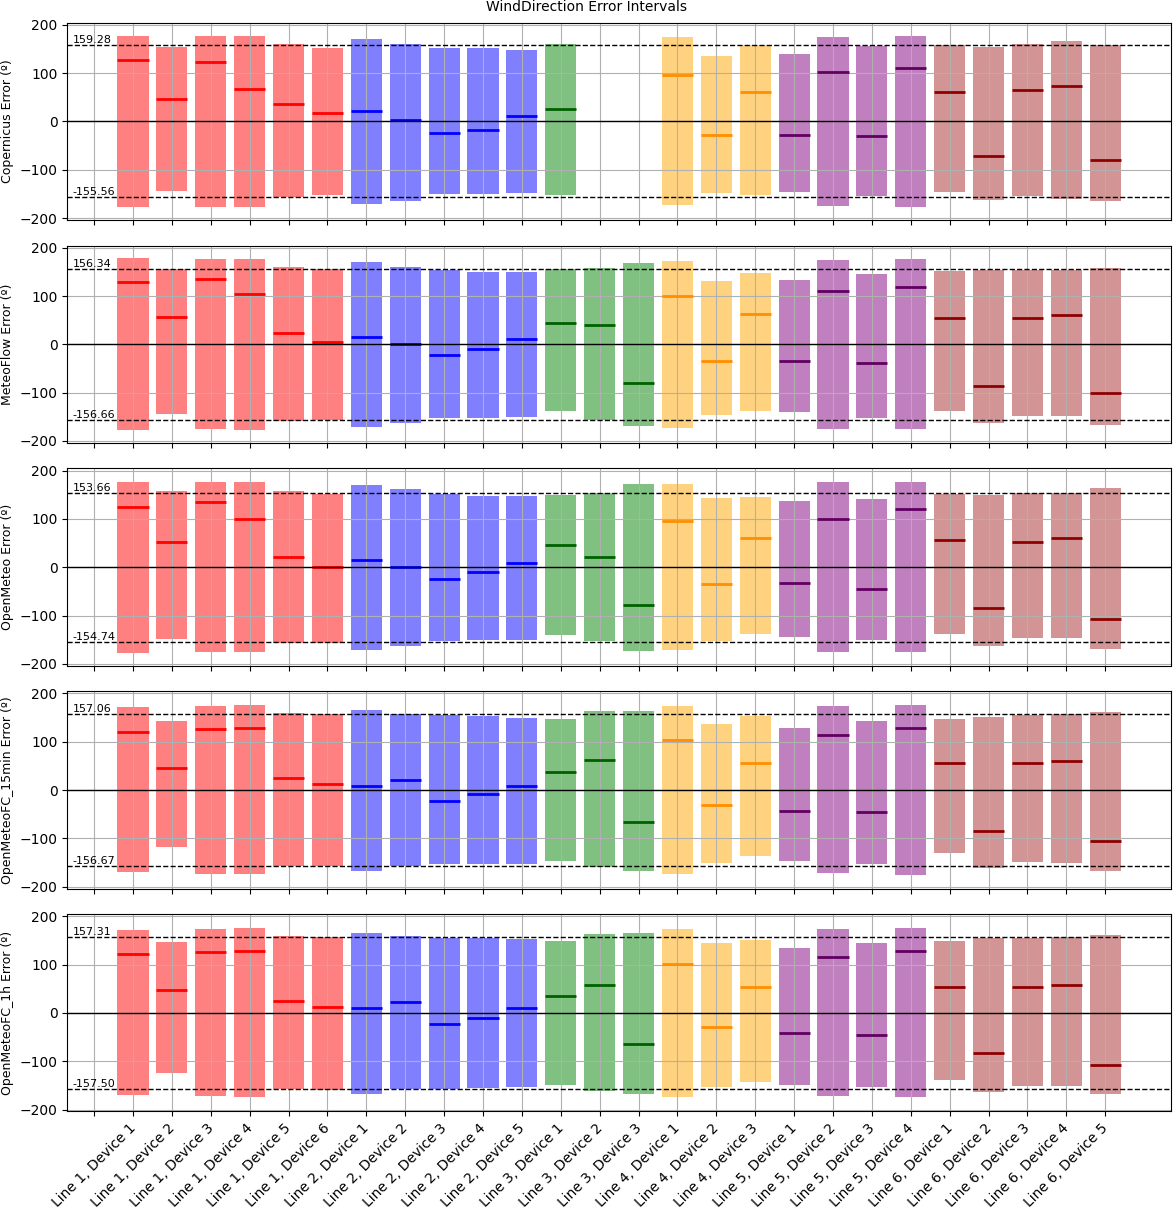 WindDirection Error Intervals
Copernicus Error (º)
200
100
0
−100
−200
159.28
-155.56
MeteoFlow Error (º)
200
100
0
−100
−200
156.34
-156.66
OpenMeteo Error (º)
200
100
0
−100
−200
153.66
-154.74
OpenMeteoFC_15min Error (º)
200
100
0
−100
−200
157.06
-156.67
OpenMeteoFC_1h Error (º)
200
100
0
−100
−200
157.31
-157.50
Line 1, Device 1
Line 1, Device 2
Line 1, Device 3
Line 1, Device 4
Line 1, Device 5
Line 1, Device 6
Line 2, Device 1
Line 2, Device 2
Line 2, Device 3
Line 2, Device 4
Line 2, Device 5
Line 3, Device 1
Line 3, Device 2
Line 3, Device 3
Line 4, Device 1
Line 4, Device 2
Line 4, Device 3
Line 5, Device 1
Line 5, Device 2
Line 5, Device 3
Line 5, Device 4
Line 6, Device 1
Line 6, Device 2
Line 6, Device 3
Line 6, Device 4
Line 6, Device 5